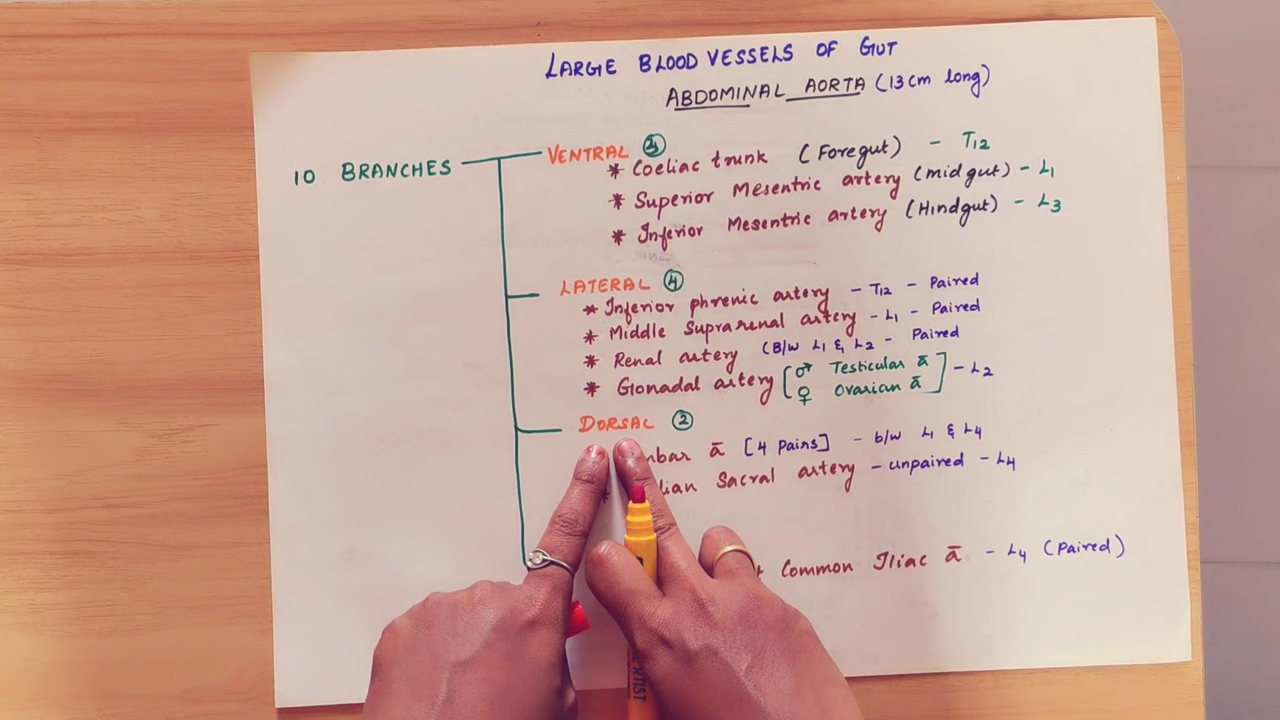 LARGE BLOOD VESSELS OF GUT
ABDOMINAL AORTA (13cm long)
10 BRANCHES
VENTRAL 3
* Coeliac trunk (Foregut) - T12
* Superior Mesentric artery (midgut) - L1
* Inferior Mesentric artery (Hindgut) - L3
LATERAL 4
* Inferior phrenic artery - T12 - Paired
* Middle Suprarenal artery - L1 - Paired
* Renal artery (B/w L1 & L2 - Paired
* Gonadal artery [♂ Testicular ā
♀ Ovarian ā] - L2
DORSAL 2
mbar ā [4 Pairs] - b/w L1 & L4
* dian Sacral artery - unpaired - L4
Common Iliac ā - L4 (Paired)